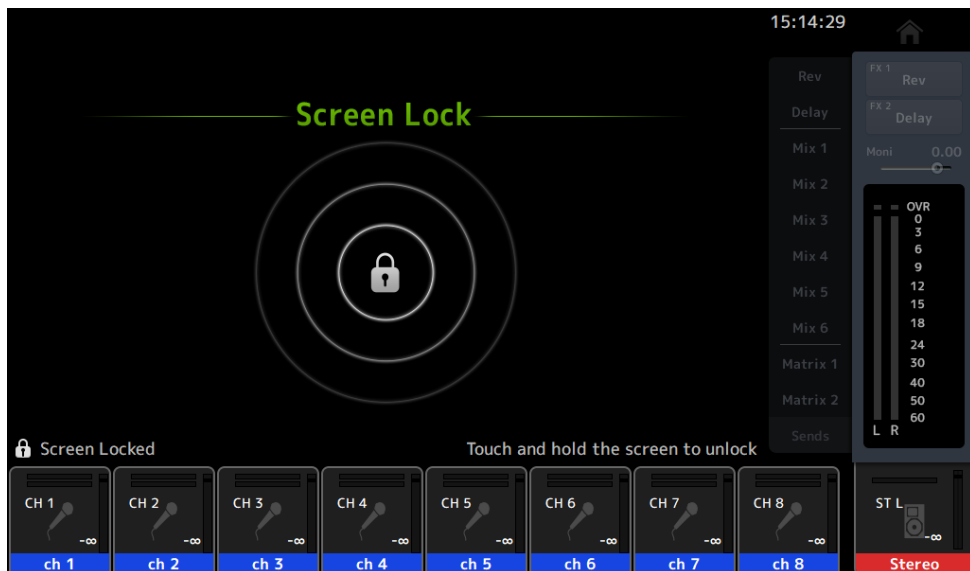 15:14:29
Screen Lock
Rev
Delay
Mix 1
Mix 2
Mix 3
Mix 4
Mix 5
Mix 6
Matrix 1
Matrix 2
Sends
FX 1
Rev
FX 2
Delay
Moni 0.00
OVR
0
3
6
9
12
15
18
24
30
40
50
60
L R
Screen Locked
Touch and hold the screen to unlock
CH 1 CH 2 CH 3 CH 4 CH 5 CH 6 CH 7 CH 8 ST L
-∞ -∞ -∞ -∞ -∞ -∞ -∞ -∞ -∞
ch 1 ch 2 ch 3 ch 4 ch 5 ch 6 ch 7 ch 8 Stereo